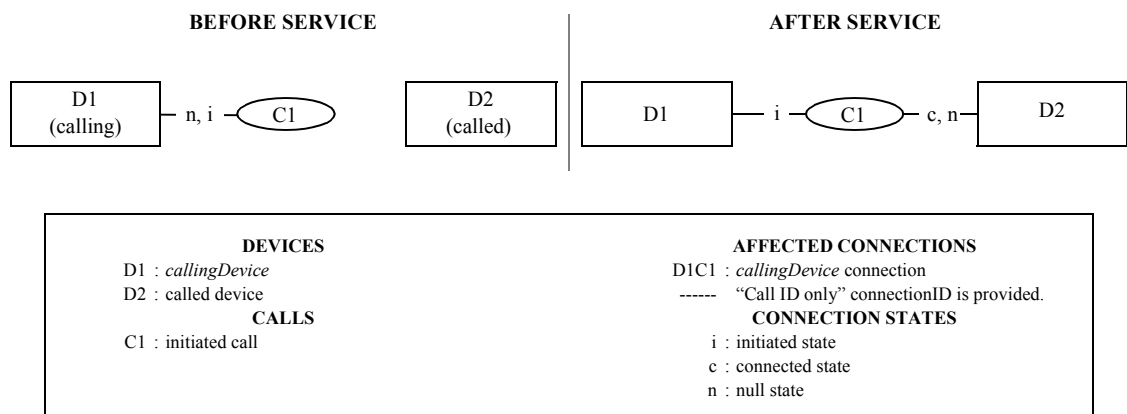 BEFORE SERVICE
D1
(calling)
n, i
C1
D2
(called)
AFTER SERVICE
D1
i
C1
c, n
D2
DEVICES
D1 : callingDevice
D2 : called device
CALLS
C1 : initiated call
AFFECTED CONNECTIONS
D1C1 : callingDevice connection
------ “Call ID only” connectionID is provided.
CONNECTION STATES
i : initiated state
c : connected state
n : null state